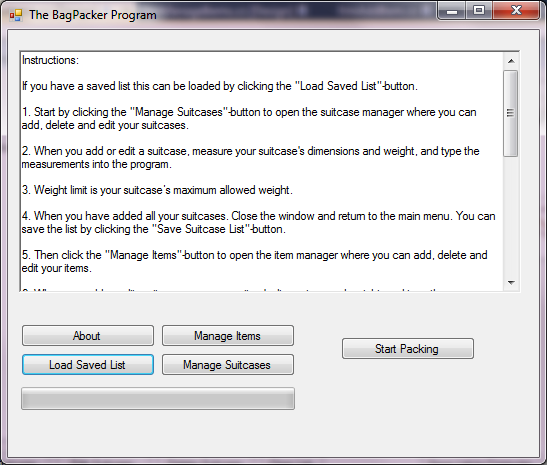 The BagPacker Program
Instructions:
If you have a saved list this can be loaded by clicking the "Load Saved List"-button.
1. Start by clicking the "Manage Suitcases"-button to open the suitcase manager where you can
add, delete and edit your suitcases.
2. When you add or edit a suitcase, measure your suitcase's dimensions and weight, and type the
measurements into the program.
3. Weight limit is your suitcase's maximum allowed weight.
4. When you have added all your suitcases. Close the window and return to the main menu. You can
save the list by clicking the "Save Suitcase List"-button.
5. Then click the "Manage Items"-button to open the item manager where you can add, delete and
edit your items.
About
Manage Items
Load Saved List
Manage Suitcases
Start Packing